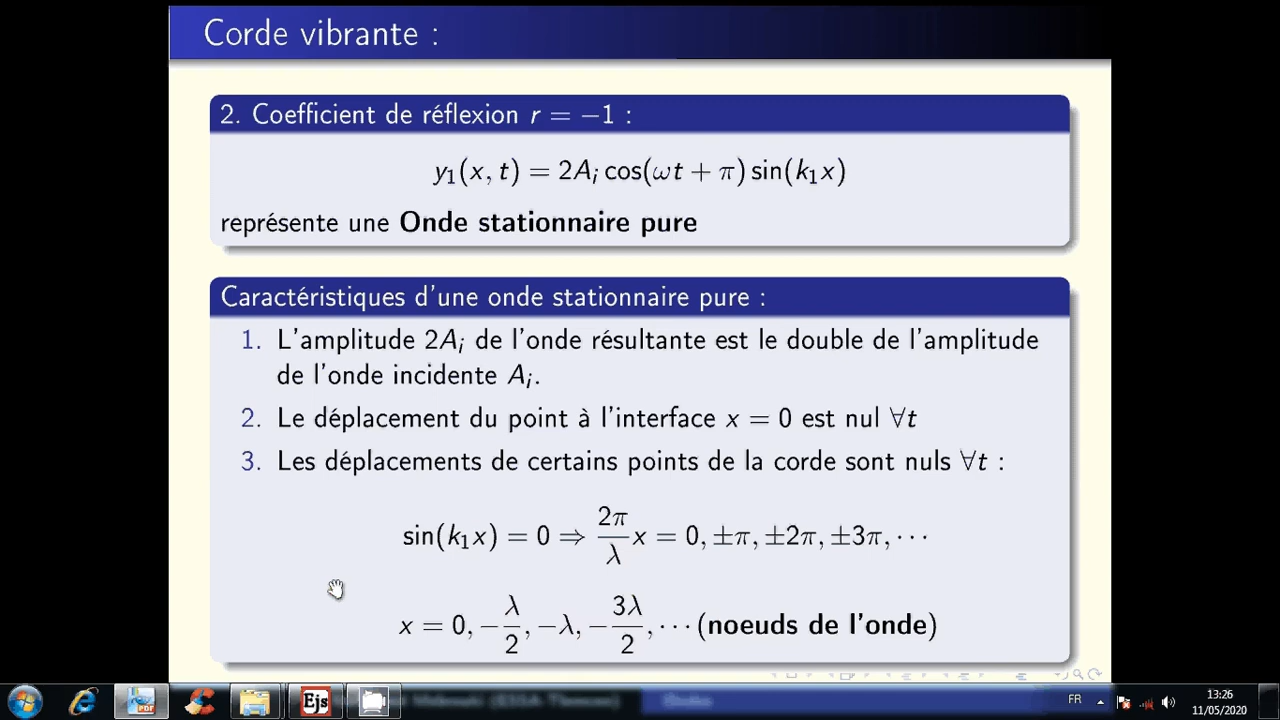 Corde vibrante :
2. Coefficient de réflexion r = −1 :
y₁(x, t) = 2Aᵢ cos(ωt + π) sin(k₁x)
représente une Onde stationnaire pure
Caractéristiques d'une onde stationnaire pure :
1. L'amplitude 2Aᵢ de l'onde résultante est le double de l'amplitude
de l'onde incidente Aᵢ.
2. Le déplacement du point à l'interface x = 0 est nul ∀t
3. Les déplacements de certains points de la corde sont nuls ∀t :
sin(k₁x) = 0 ⇒ 2π/λ x = 0, ±π, ±2π, ±3π, ⋯
x = 0, −λ/2, −λ, −3λ/2, ⋯ (noeuds de l'onde)
PDF
Ejs
FR
13:26
11/05/2020